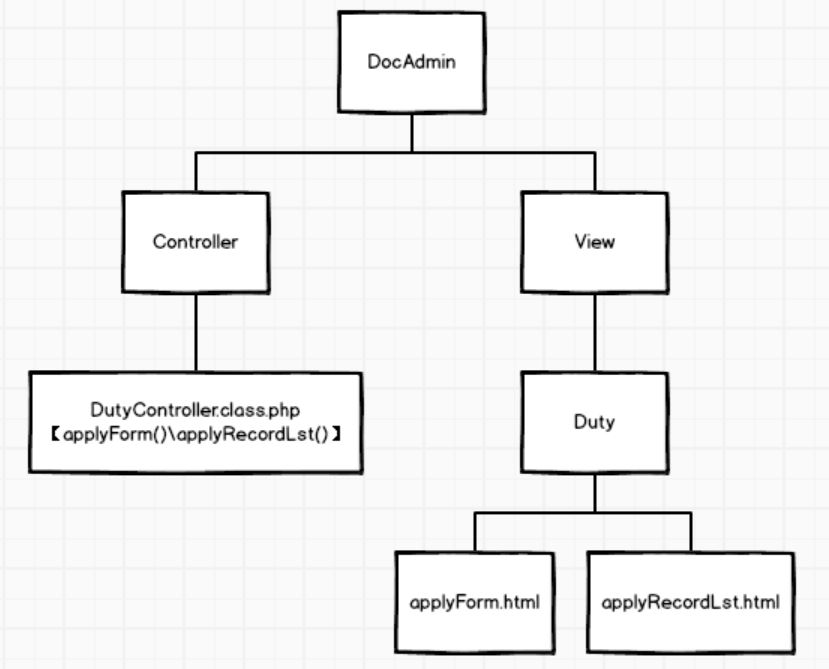 DocAdmin
Controller
View
DutyController.class.php
【applyForm()\applyRecordLst()】
Duty
applyForm.html
applyRecordLst.html